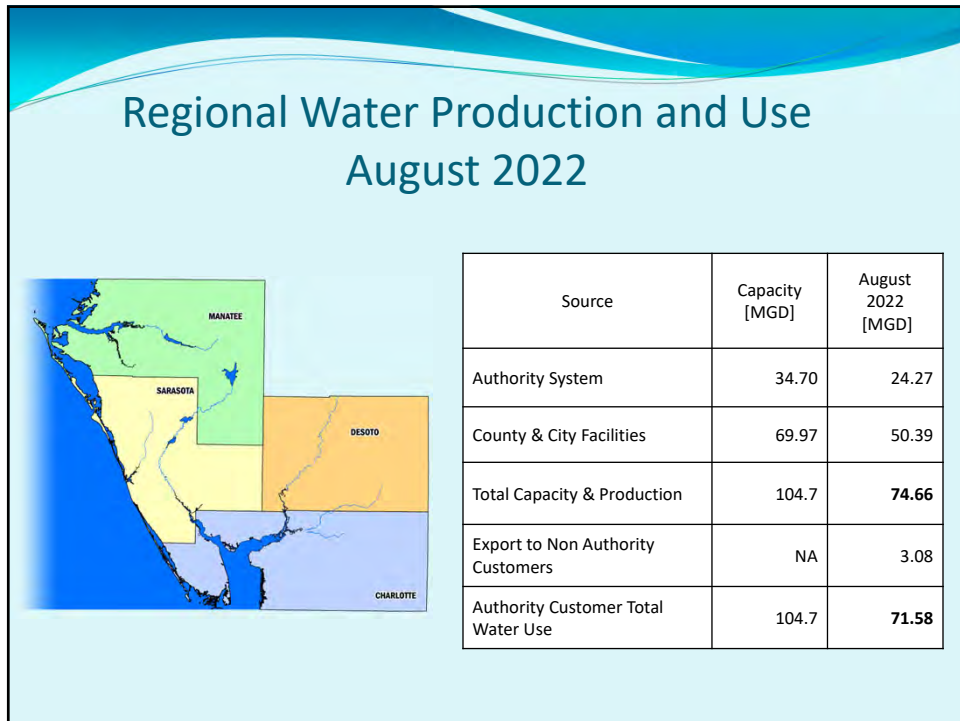 Regional Water Production and Use
August 2022
MANATEE
SARASOTA
DESOTO
CHARLOTTE
Source
Capacity
[MGD]
August
2022
[MGD]
Authority System 34.70 24.27
County & City Facilities 69.97 50.39
Total Capacity & Production 104.7 74.66
Export to Non Authority
Customers NA 3.08
Authority Customer Total
Water Use 104.7 71.58